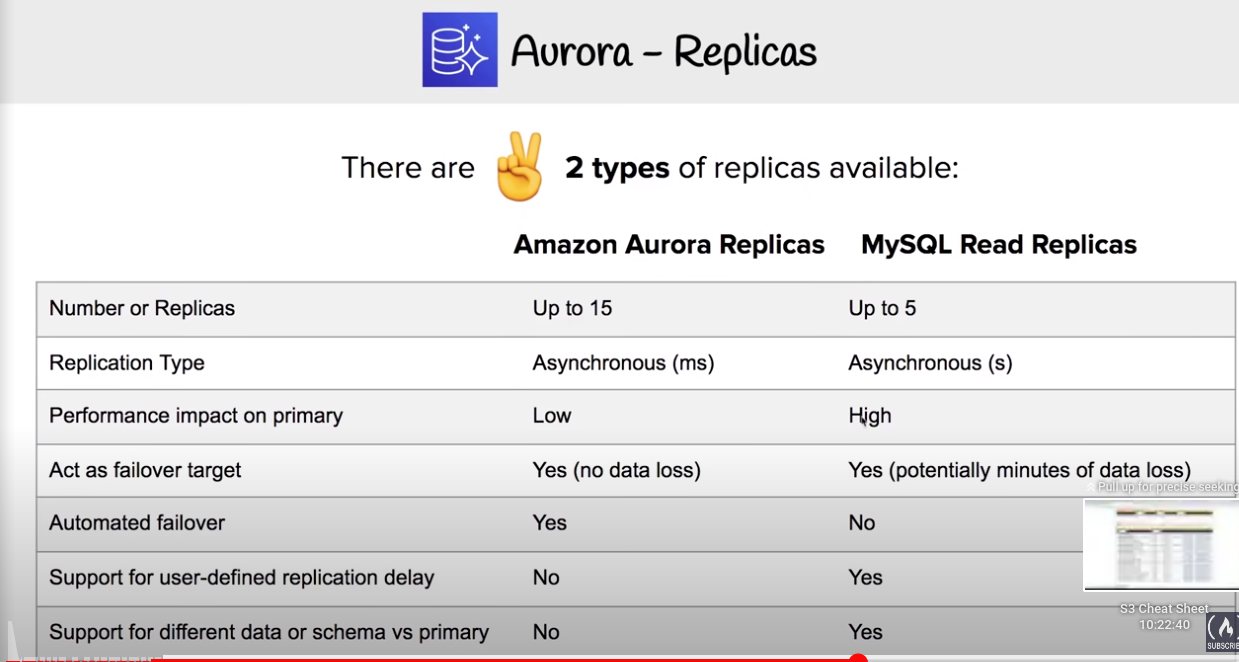 Aurora – Replicas
There are 2 types of replicas available:
Amazon Aurora Replicas MySQL Read Replicas
Number or Replicas Up to 15 Up to 5
Replication Type Asynchronous (ms) Asynchronous (s)
Performance impact on primary Low High
Act as failover target Yes (no data loss) Yes (potentially minutes of data loss)
Pull up for precise seeking
Automated failover Yes No
Support for user-defined replication delay No Yes
S3 Cheat Sheet
10:22:40
Support for different data or schema vs primary No Yes
SUBSCRIBE